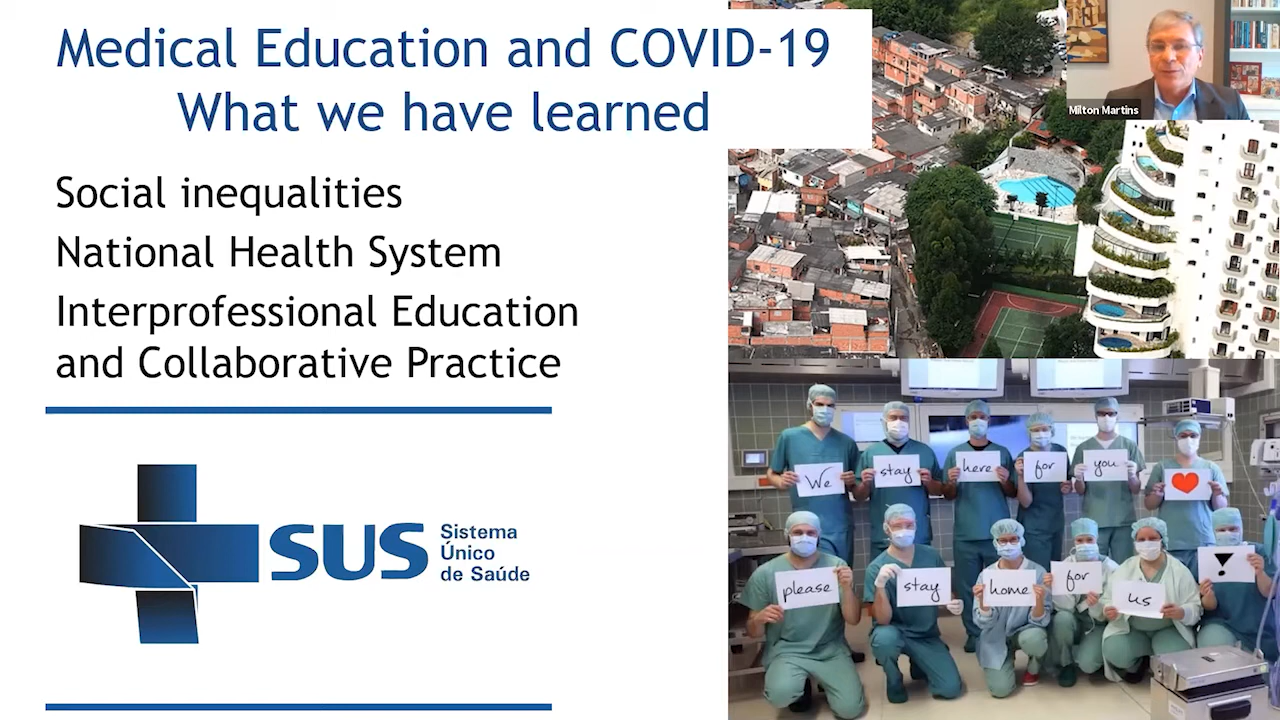 Medical Education and COVID-19
What we have learned
Social inequalities
National Health System
Interprofessional Education
and Collaborative Practice
SUS
Sistema
Único
de Saúde
Milton Martins
We stay here for you
please stay home for us !